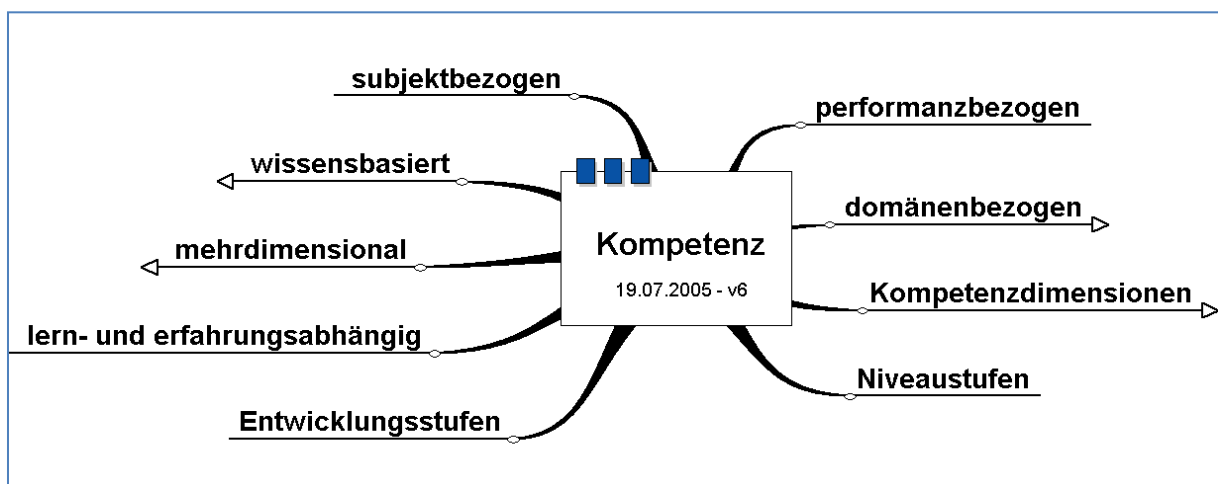 subjektbezogen
performanzbezogen
wissensbasiert
domänenbezogen
mehrdimensional
Kompetenz
19.07.2005 - v6
Kompetenzdimensionen
lern- und erfahrungsabhängig
Niveaustufen
Entwicklungsstufen